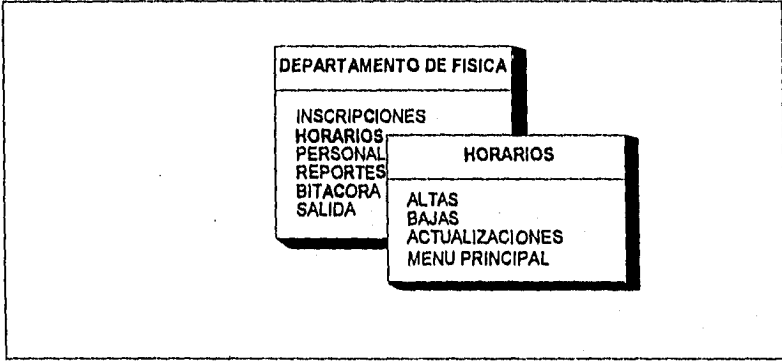 DEPARTAMENTO DE FISICA
INSCRIPCIONES
HORARIOS
PERSONAL
REPORTES
BITACORA
SALIDA
HORARIOS
ALTAS
BAJAS
ACTUALIZACIONES
MENU PRINCIPAL